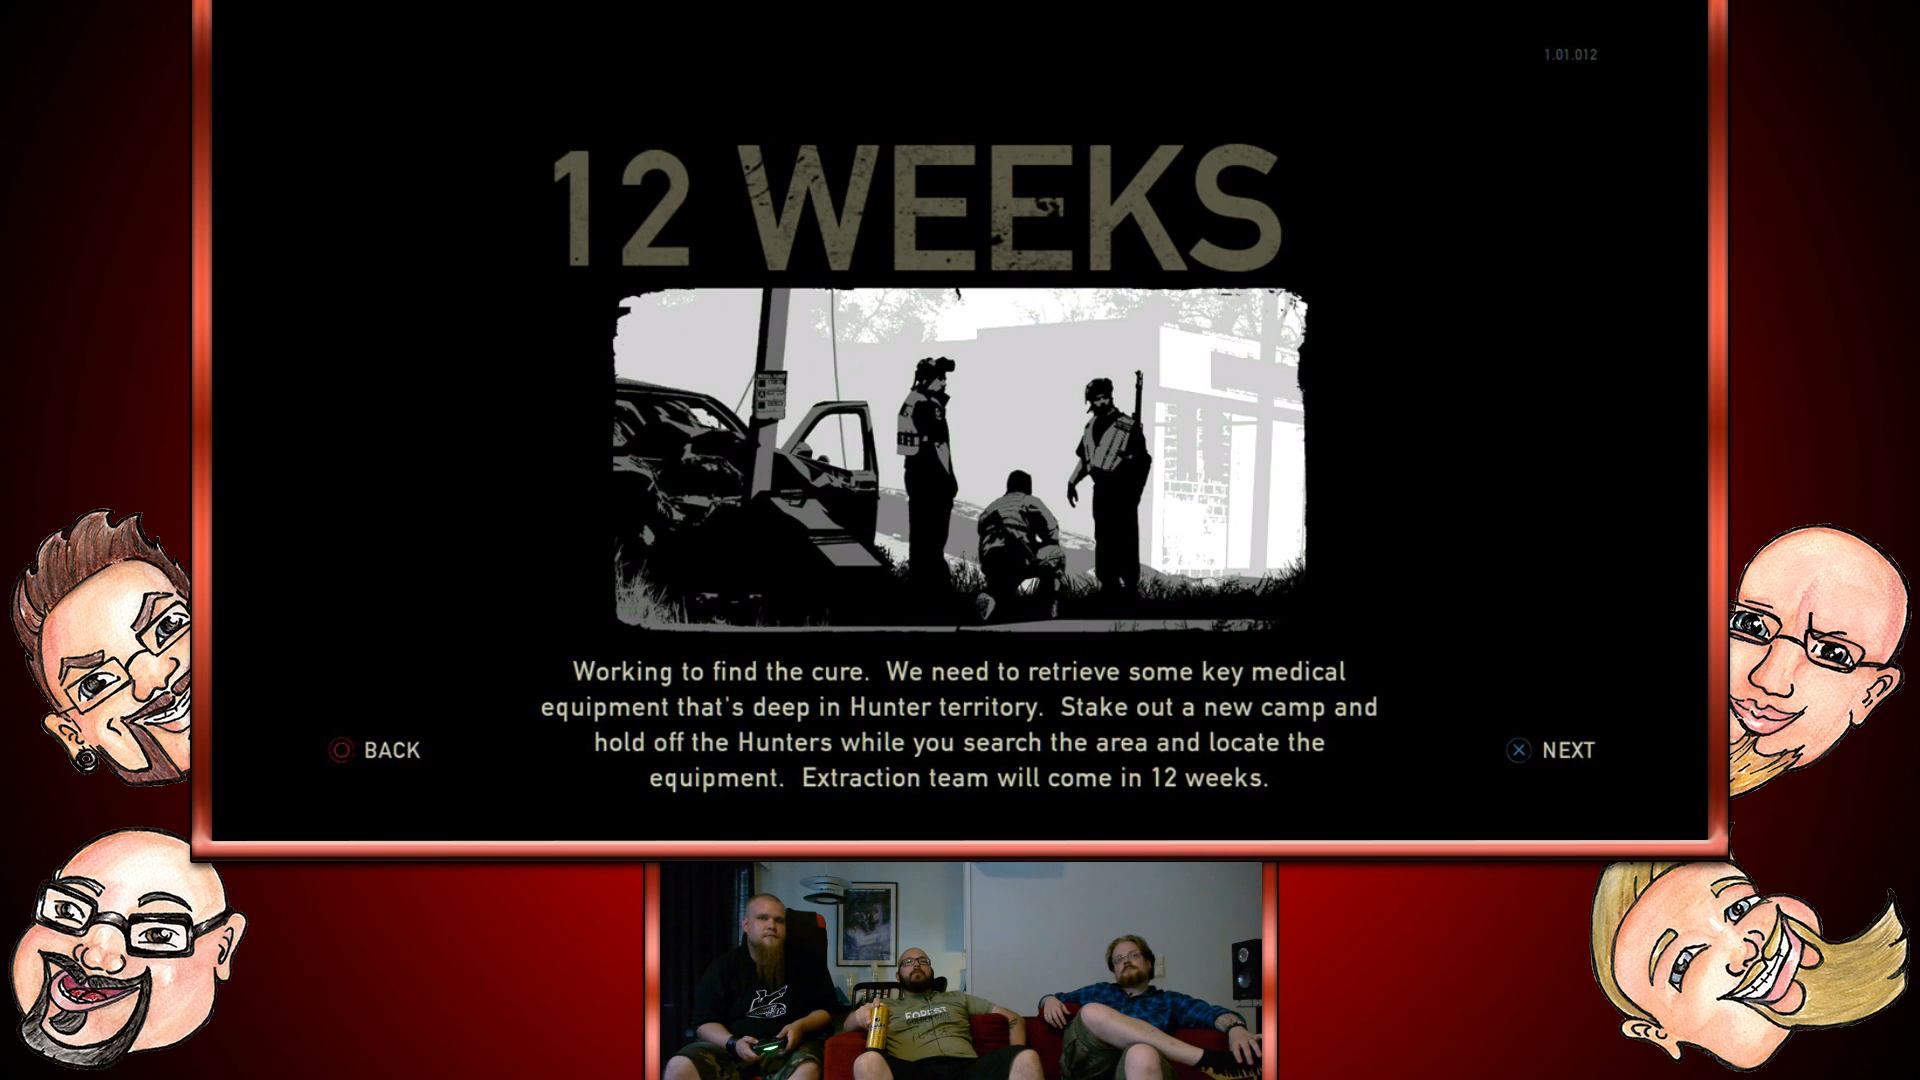 1.01.012
12 WEEKS
Working to find the cure.  We need to retrieve some key medical
equipment that's deep in Hunter territory.  Stake out a new camp and
hold off the Hunters while you search the area and locate the
equipment.  Extraction team will come in 12 weeks.
BACK
NEXT
FOREST